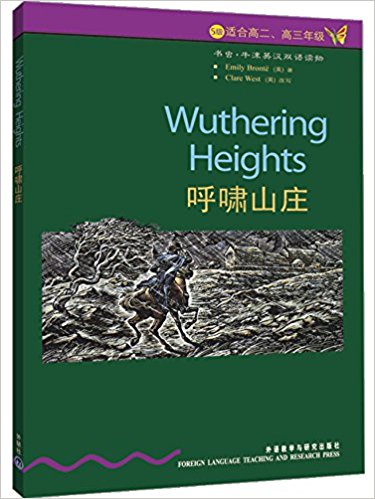 5级 适合高二、高三年级
书虫·牛津英汉双语读物
Emily Brontë (英) 著
Clare West (英) 改写
Wuthering
Heights
呼啸山庄
外语教学与研究出版社
FOREIGN LANGUAGE TEACHING AND RESEARCH PRESS
Wuthering Heights
呼啸山庄
外研社